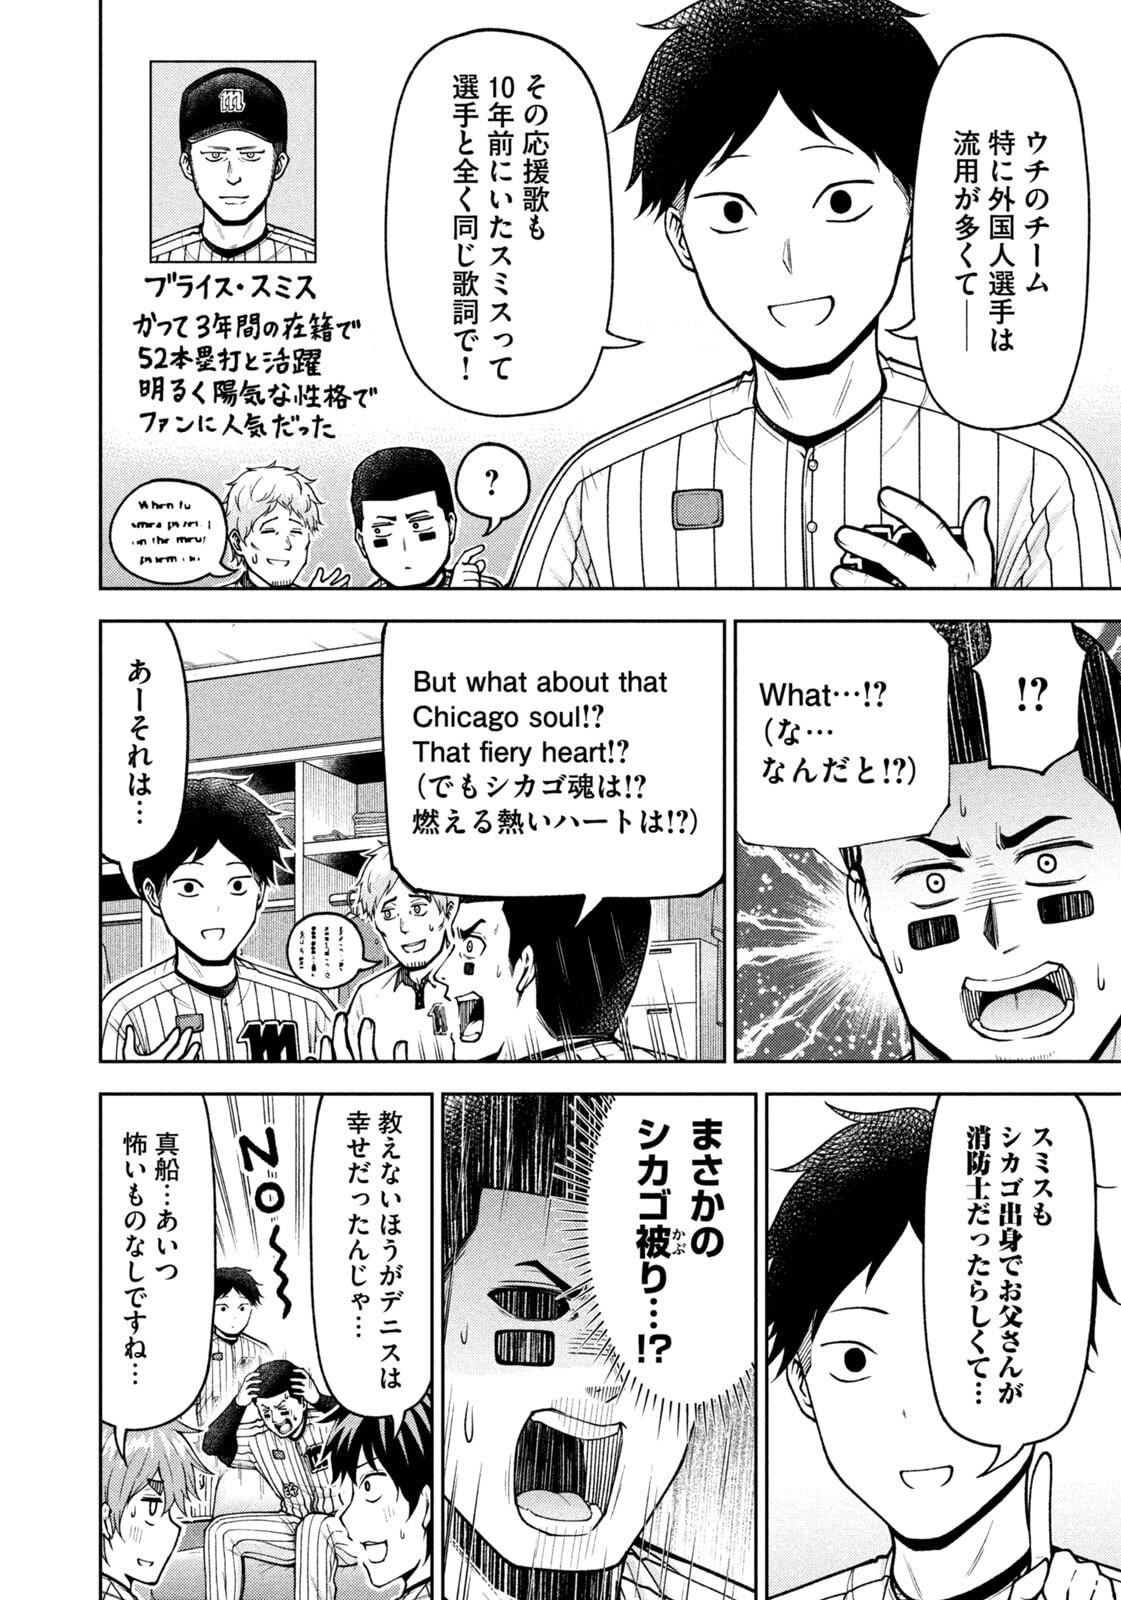 ウチのチーム
特に外国人選手は
流用が多くて──
その応援歌も
10年前にいたスミスって
選手と全く同じ歌詞で!
m
ブライス・スミス
かつて3年間の在籍で
52本塁打と活躍
明るく陽気な性格で
ファンに人気だった
?
!?
What…!?
(な…
なんだと!?)
But what about that
Chicago soul!?
That fiery heart!?
(でもシカゴ魂は!?
燃える熱いハートは!?)
あーそれは…
m
スミスも
シカゴ出身でお父さんが
消防士だったらしくて…
まさかの
シカゴ被り…!?
かぶ
教えないほうがデニスは
幸せだったんじゃ…
NO〜〜
真船…あいつ
怖いものなしですね…